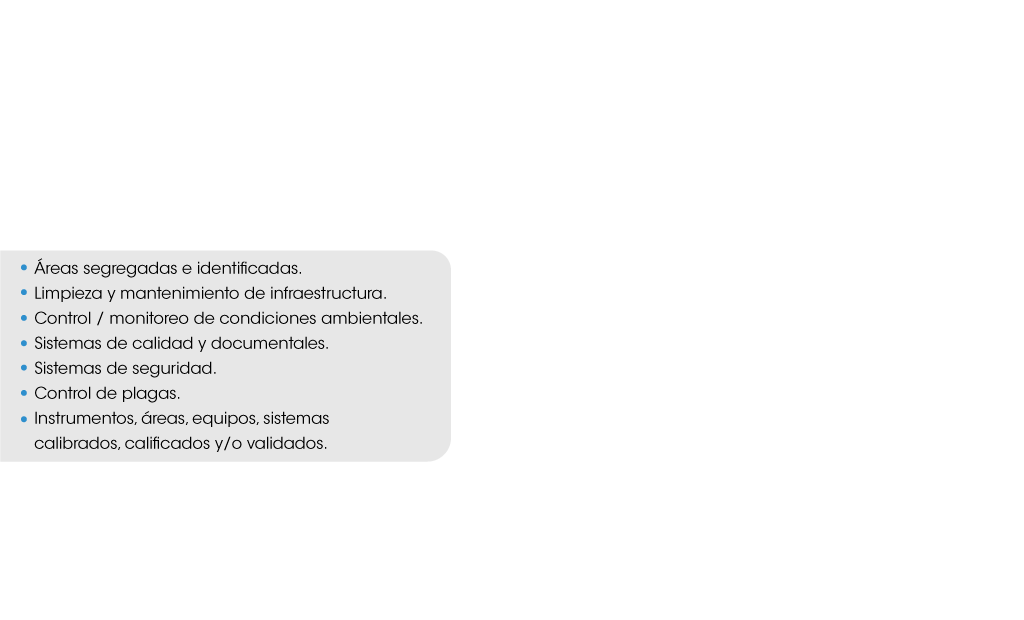 • Áreas segregadas e identificadas.
• Limpieza y mantenimiento de infraestructura.
• Control / monitoreo de condiciones ambientales.
• Sistemas de calidad y documentales.
• Sistemas de seguridad.
• Control de plagas.
• Instrumentos, áreas, equipos, sistemas
calibrados, calificados y/o validados.